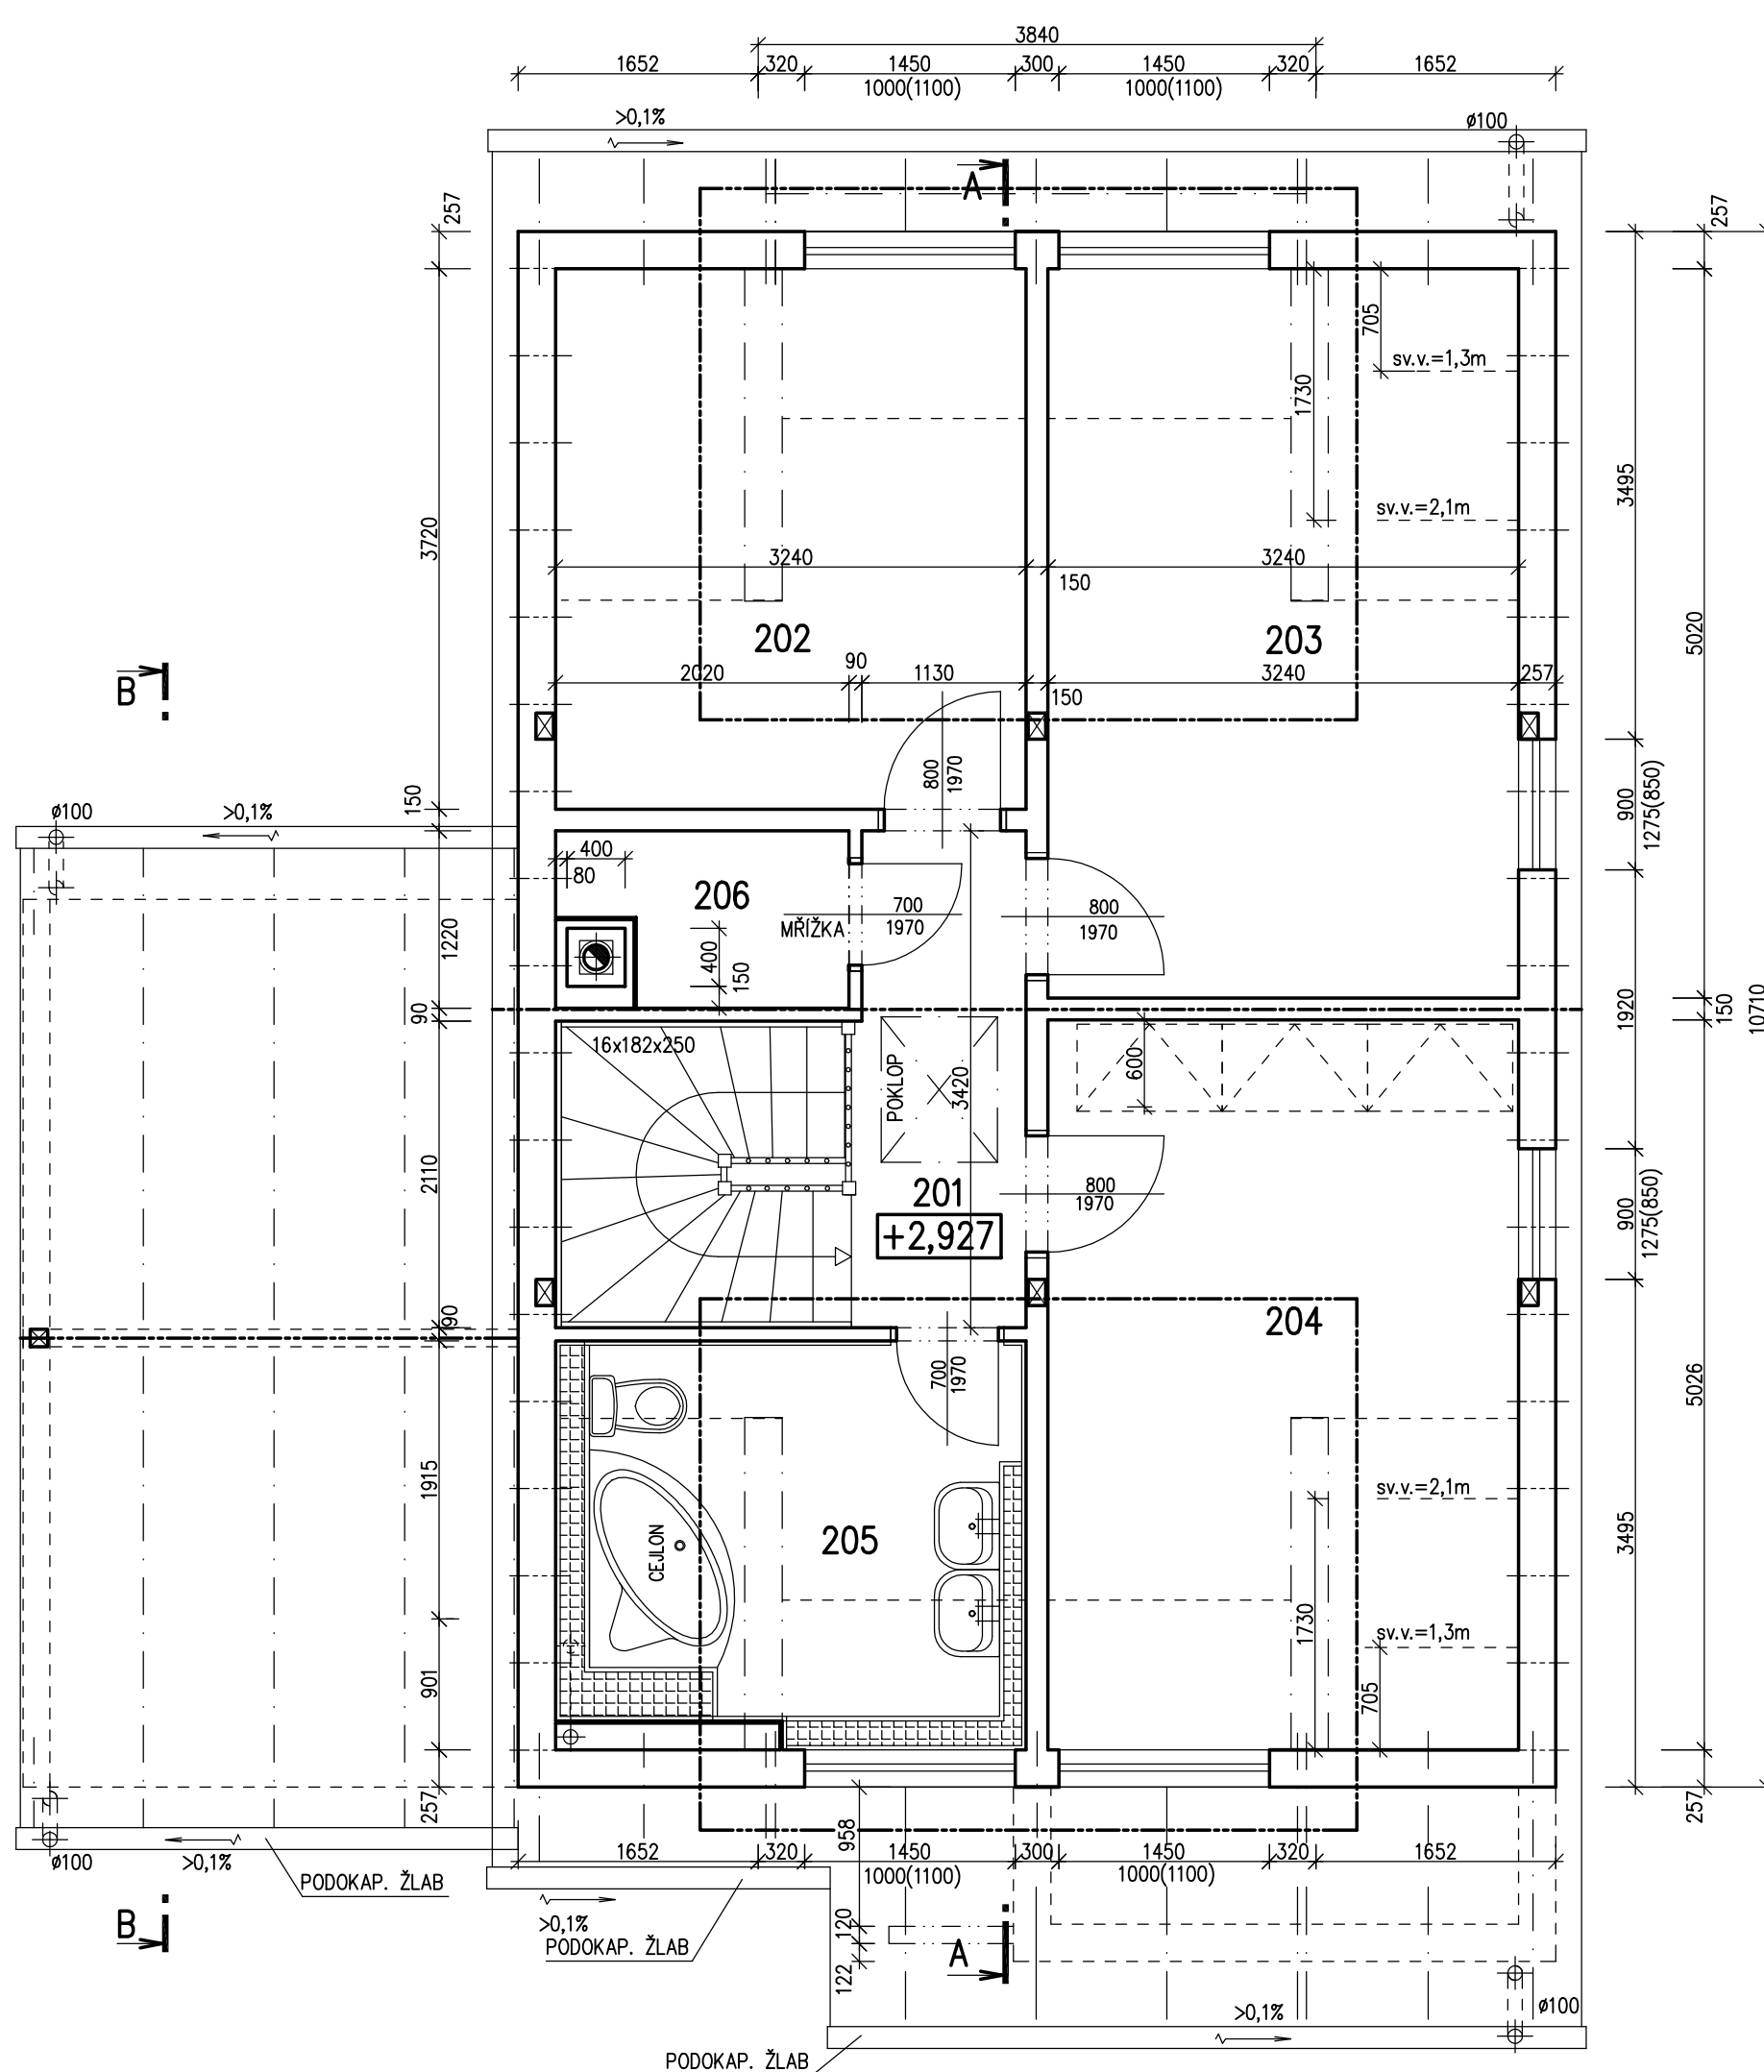 3840
1652 320 1450 300 1450 320 1652
1000(1100) 1000(1100)
>0,1% ø100
A
257 257
705
sv.v.=1,3m
1730
3495
sv.v.=2,1m
3720
3240 3240
150
202 203
5020
B
2020 90 1130 3240 257
150
800
1970
900
1275(850)
ø100 >0,1%
150
400
80
206
700
1970
MŘÍŽKA
800
1970
1220
400
150
90
1920
150
10710
16x182x250
POKLOP
3420
600
2110
201
+2,927
800
1970
900
1275(850)
90
204
700
1970
5026
1915
CEJLON
205
sv.v.=2,1m
3495
1730
sv.v.=1,3m
705
901
257
958
257
1652 320 1450 300 1450 320 1652
1000(1100) 1000(1100)
ø100 >0,1%
PODOKAP. ŽLAB
B
>0,1%
PODOKAP. ŽLAB
120
A
122
>0,1% ø100
PODOKAP. ŽLAB